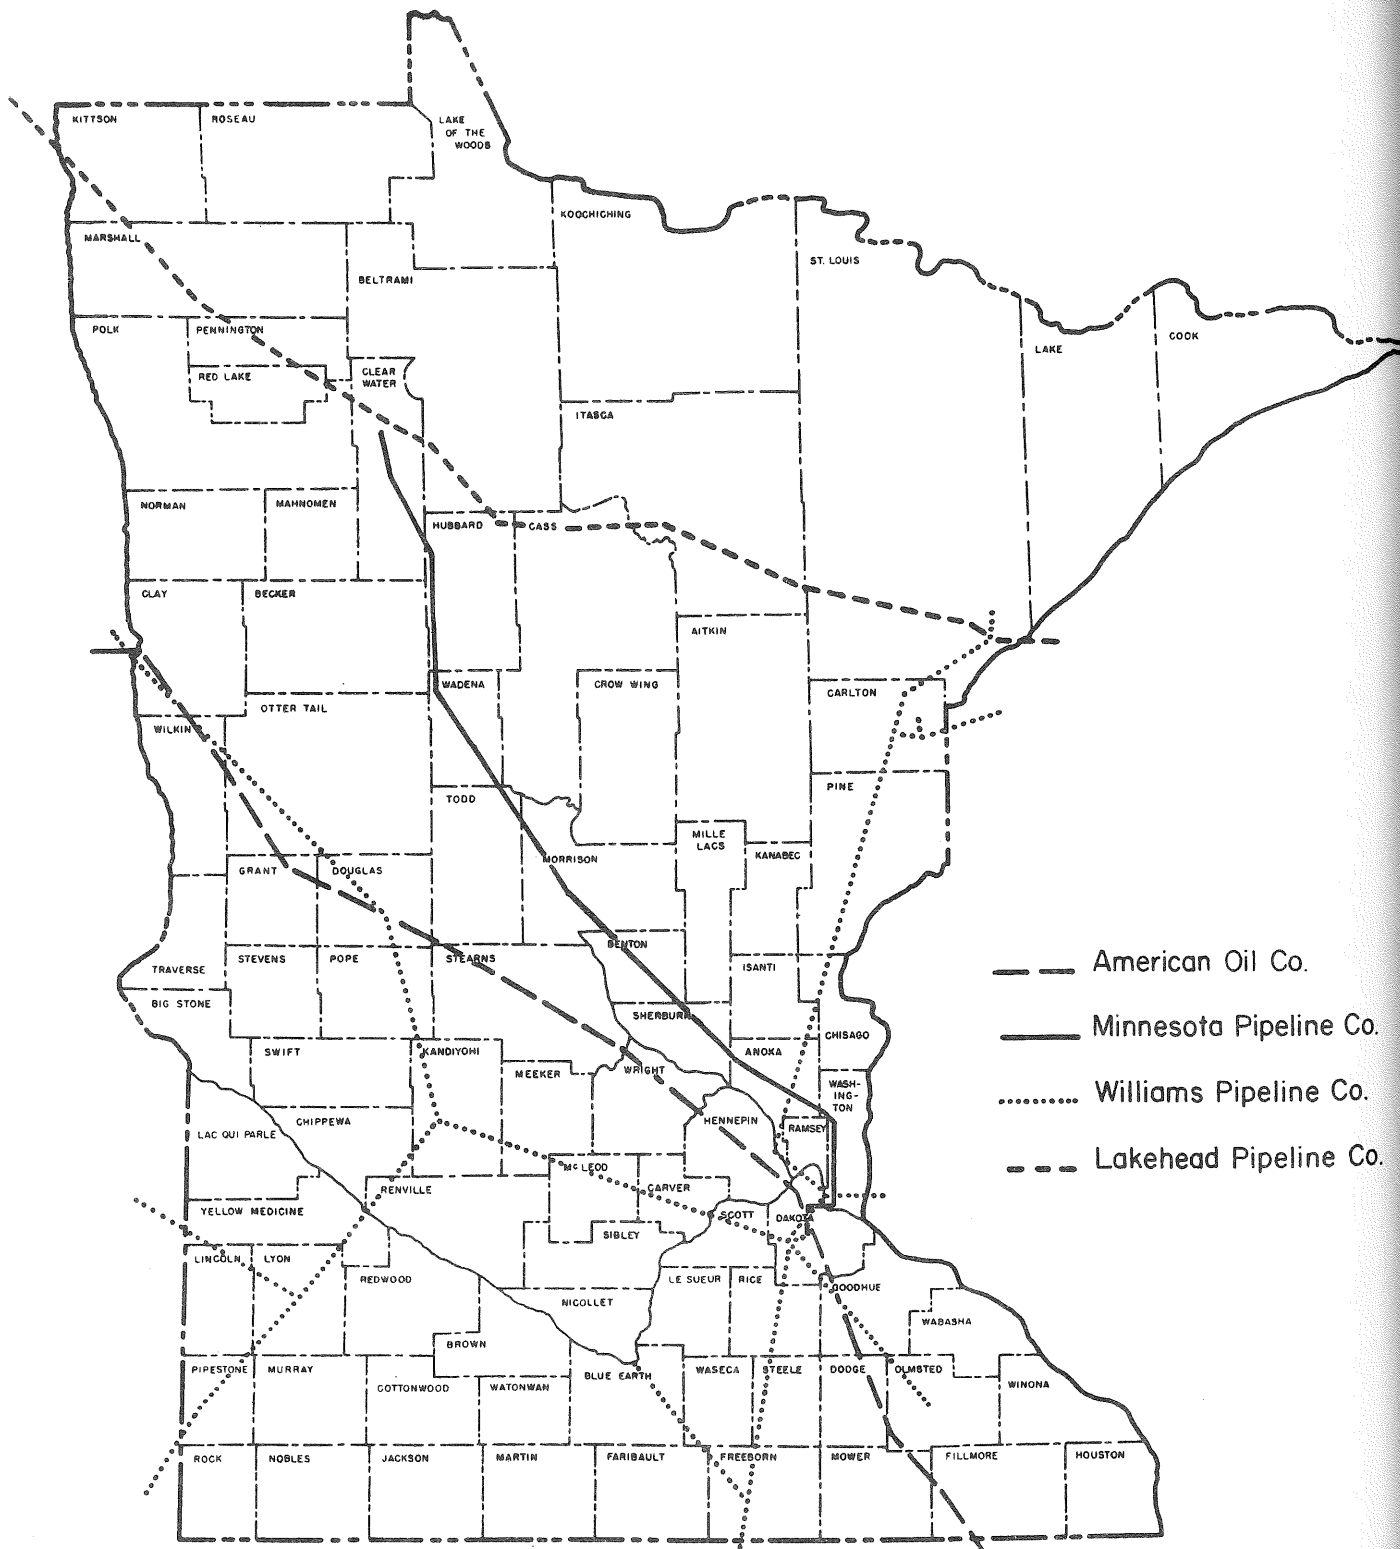 KITTSON
ROSEAU
LAKE
OF THE
WOODS
KOOCHICHING
MARSHALL
BELTRAMI
ST. LOUIS
POLK
PENNINGTON
LAKE
COOK
RED LAKE
CLEAR
WATER
ITASCA
NORMAN
MAHNOMEN
HUBBARD
CASS
CLAY
BECKER
AITKIN
WADENA
CROW WING
CARLTON
OTTER TAIL
WILKIN
TODD
PINE
MILLE
LACS
KANABEC
MORRISON
GRANT
DOUGLAS
BENTON
STEVENS
POPE
STEARNS
ISANTI
TRAVERSE
BIG STONE
SHERBURN
CHISAGO
SWIFT
KANDIYOHI
ANOKA
MEEKER
WRIGHT
WASH-
ING-
TON
CHIPPEWA
HENNEPIN
RAMSEY
LAC QUI PARLE
Mc LEOD
RENVILLE
CARVER
YELLOW MEDICINE
SCOTT
DAKOTA
SIBLEY
LINCOLN
LYON
REDWOOD
LE SUEUR
RICE
GOODHUE
NICOLLET
WABASHA
BROWN
PIPESTONE
MURRAY
COTTONWOOD
WATONWAN
BLUE EARTH
WASECA
STEELE
DODGE
OLMSTED
WINONA
ROCK
NOBLES
JACKSON
MARTIN
FARIBAULT
FREEBORN
MOWER
FILLMORE
HOUSTON
American Oil Co.
Minnesota Pipeline Co.
Williams Pipeline Co.
Lakehead Pipeline Co.